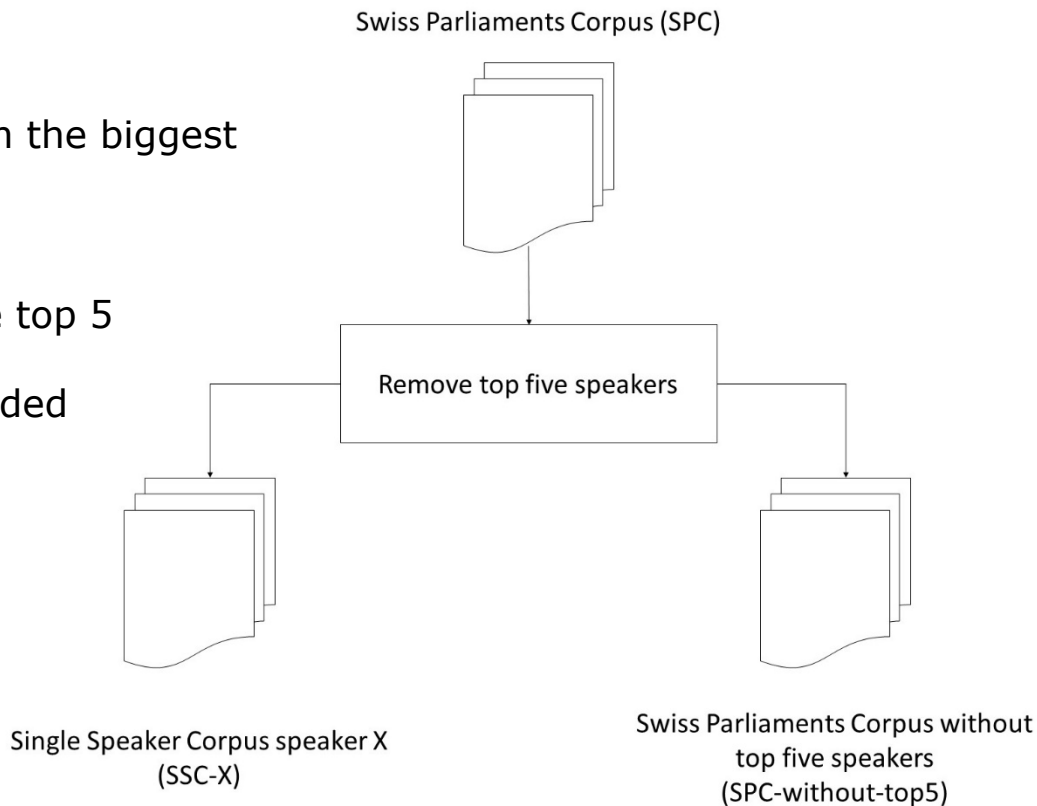 Swiss Parliaments Corpus (SPC)
the biggest
top 5
Remove top five speakers
Single Speaker Corpus speaker X
(SSC-X)
Swiss Parliaments Corpus without
top five speakers
(SPC-without-top5)